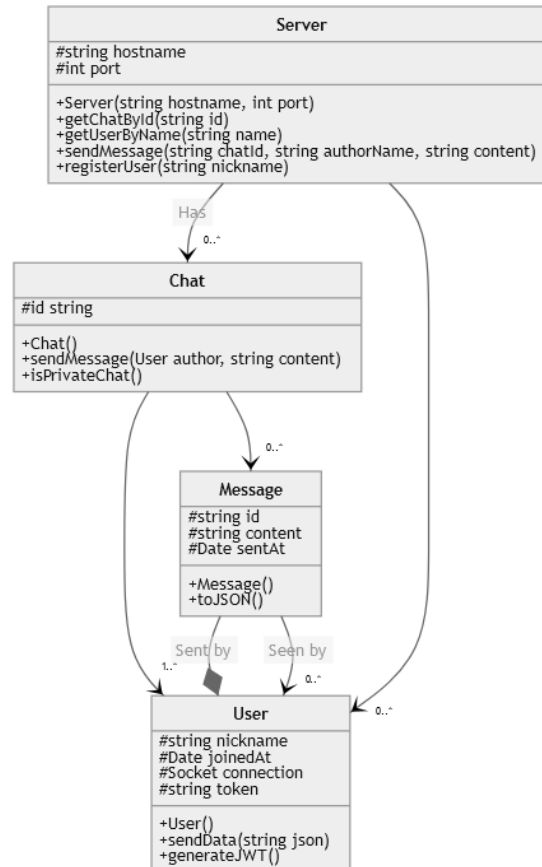 Server
#string hostname
#int port
+Server(string hostname, int port)
+getChatById(string id)
+getUserByName(string name)
+sendMessage(string chatId, string authorName, string content)
+registerUser(string nickname)
Has
0..*
Chat
#id string
+Chat()
+sendMessage(User author, string content)
+isPrivateChat()
0..*
Message
#string id
#string content
#Date sentAt
+Message()
+toJSON()
Sent by
Seen by
1..*
0..*
0..*
User
#string nickname
#Date joinedAt
#Socket connection
#string token
+User()
+sendData(string json)
+generateJWT()